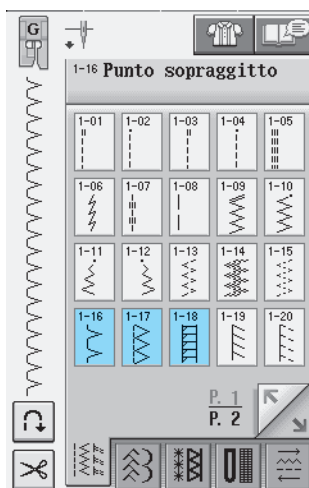 G
1-16 Punto sopraggitto
1-01 1-02 1-03 1-04 1-05
1-06 1-07 1-08 1-09 1-10
1-11 1-12 1-13 1-14 1-15
1-16 1-17 1-18 1-19 1-20
P. 1
P. 2